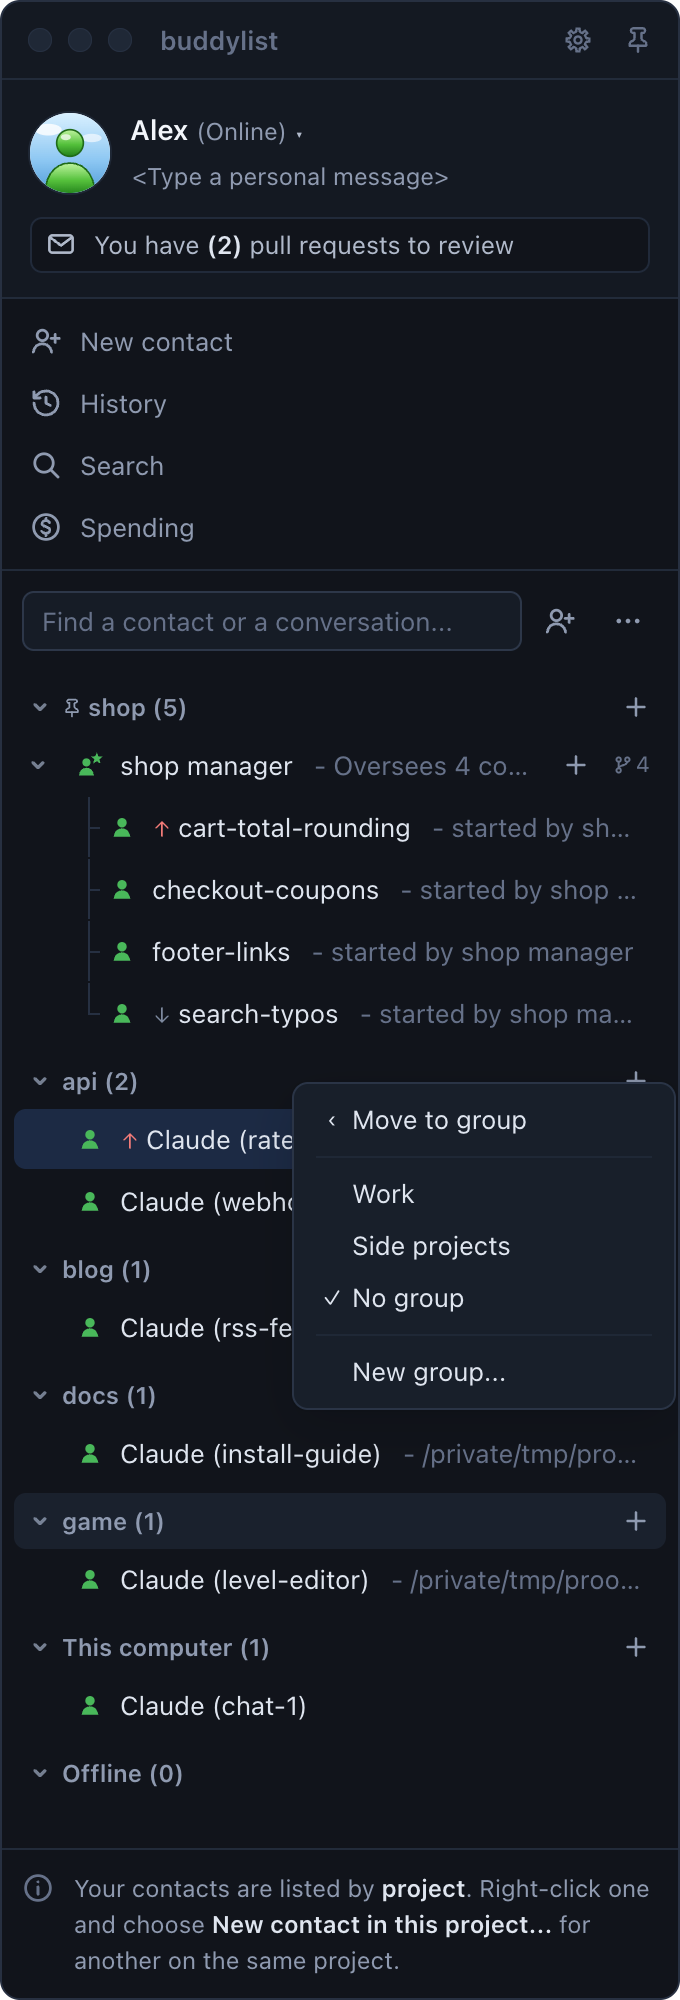 buddylist
Alex (Online)
<Type a personal message>
You have (2) pull requests to review
New contact
History
Search
Spending
Find a contact or a conversation...
shop (5)
shop manager - Oversees 4 co... 4
↑ cart-total-rounding - started by sh...
checkout-coupons - started by shop ...
footer-links - started by shop manager
↓ search-typos - started by shop ma...
api (2)
↑ Claude (rate
Claude (webho
blog (1)
Claude (rss-fe
docs (1)
‹ Move to group
Work
Side projects
✓ No group
New group...
Claude (install-guide) - /private/tmp/pro...
game (1)
Claude (level-editor) - /private/tmp/proo...
This computer (1)
Claude (chat-1)
Offline (0)
Your contacts are listed by project. Right-click one
and choose New contact in this project... for
another on the same project.